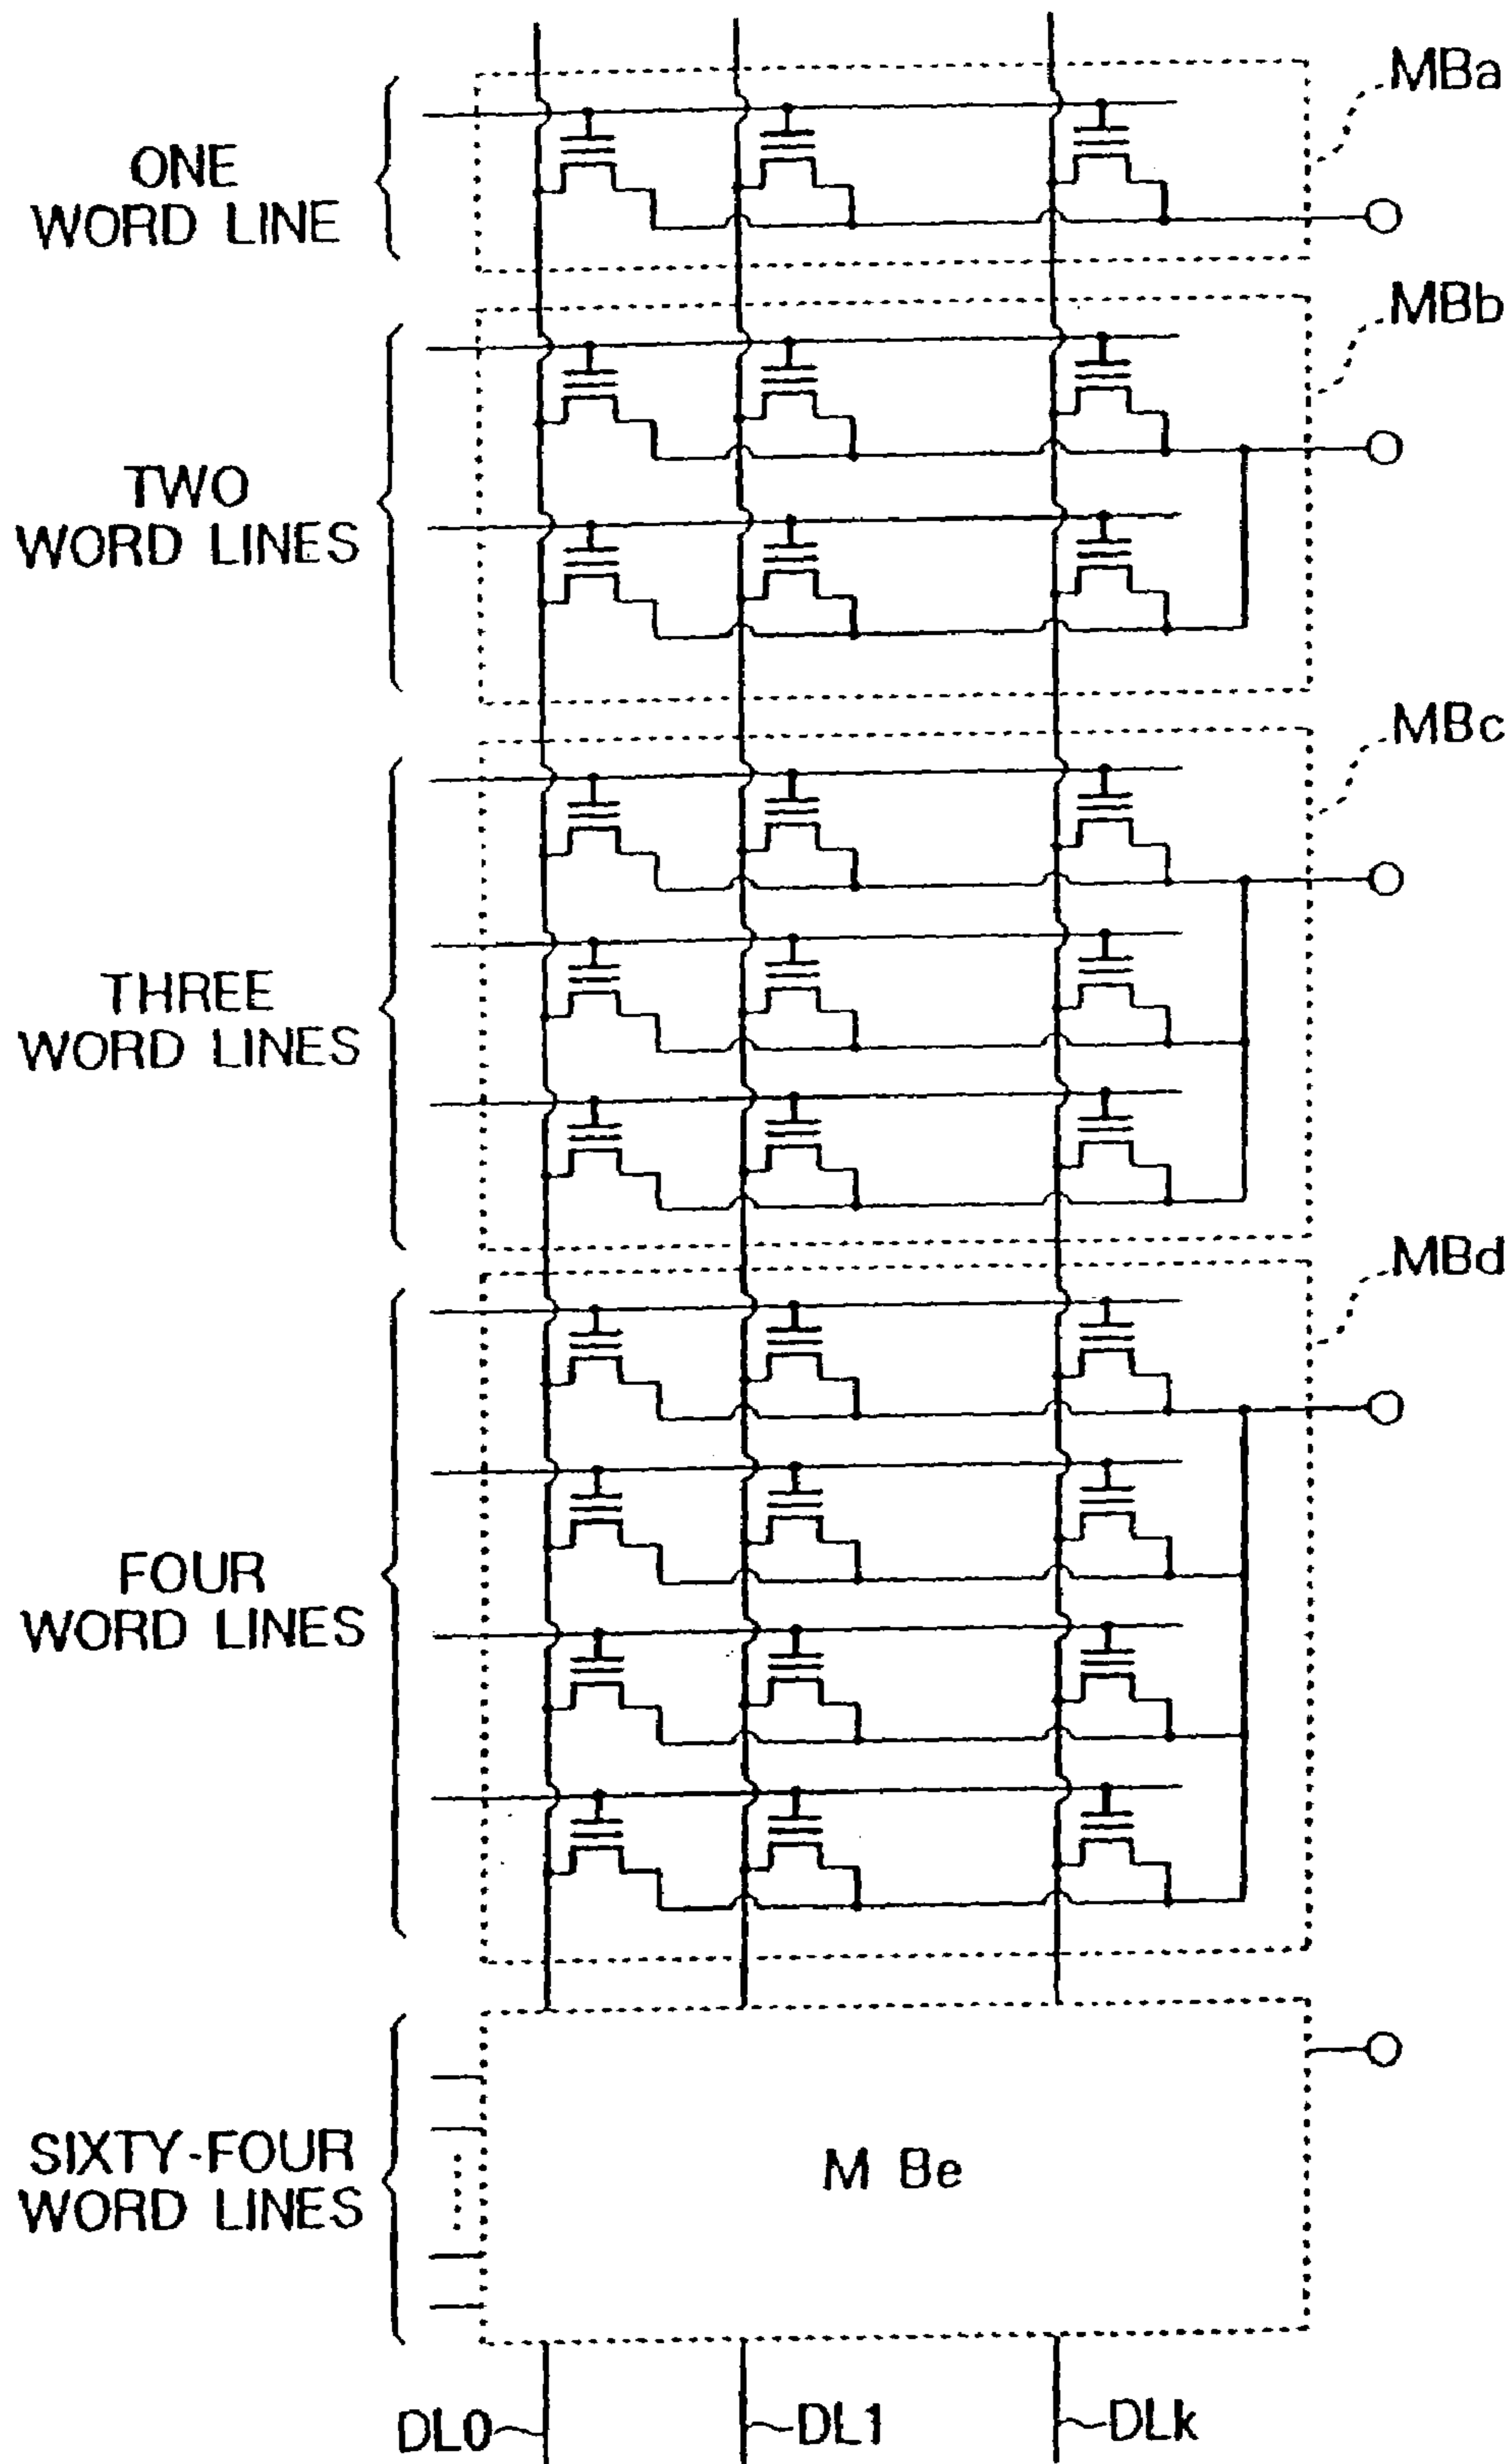 MBa
ONE
WORD LINE
MBb
TWO
WORD LINES
MBc
THREE
WORD LINES
MBd
FOUR
WORD LINES
SIXTY-FOUR
WORD LINES
M Be
DL0
DL1
DLk